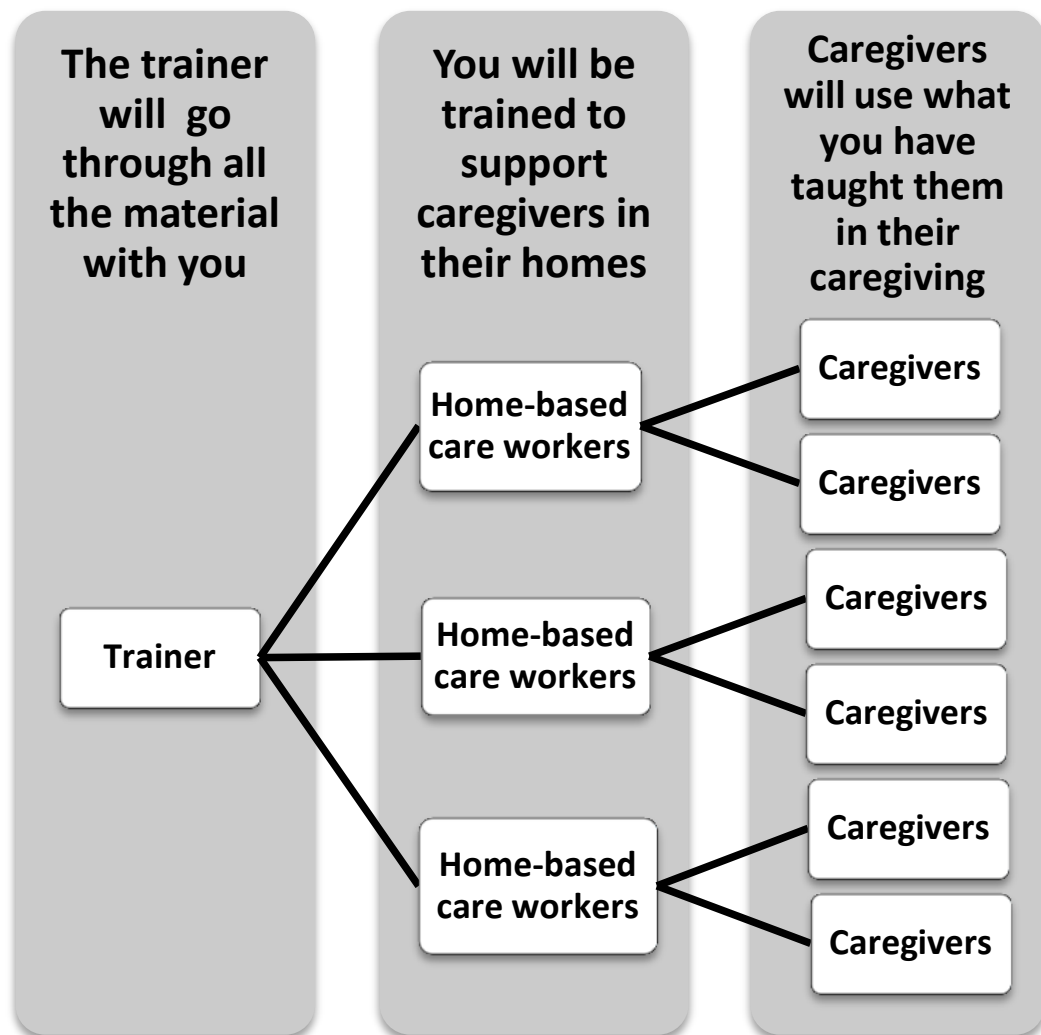 The trainer
will go
through all
the material
with you
You will be
trained to
support
caregivers in
their homes
Caregivers
will use what
you have
taught them
in their
caregiving
Trainer
Home-based
care workers
Home-based
care workers
Home-based
care workers
Caregivers
Caregivers
Caregivers
Caregivers
Caregivers
Caregivers